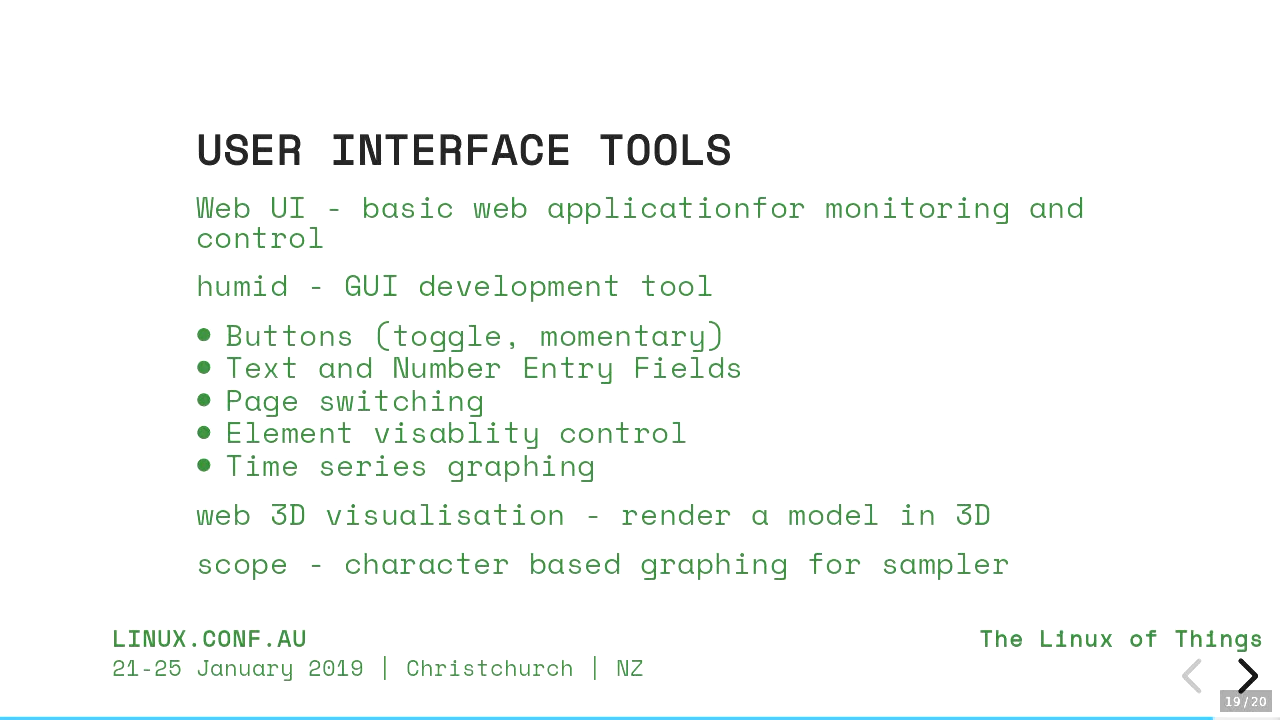 USER INTERFACE TOOLS
Web UI - basic web applicationfor monitoring and
control
humid - GUI development tool
● Buttons (toggle, momentary)
● Text and Number Entry Fields
● Page switching
● Element visablity control
● Time series graphing
web 3D visualisation - render a model in 3D
scope - character based graphing for sampler
LINUX.CONF.AU
21-25 January 2019 | Christchurch | NZ
The Linux of Things
19/20